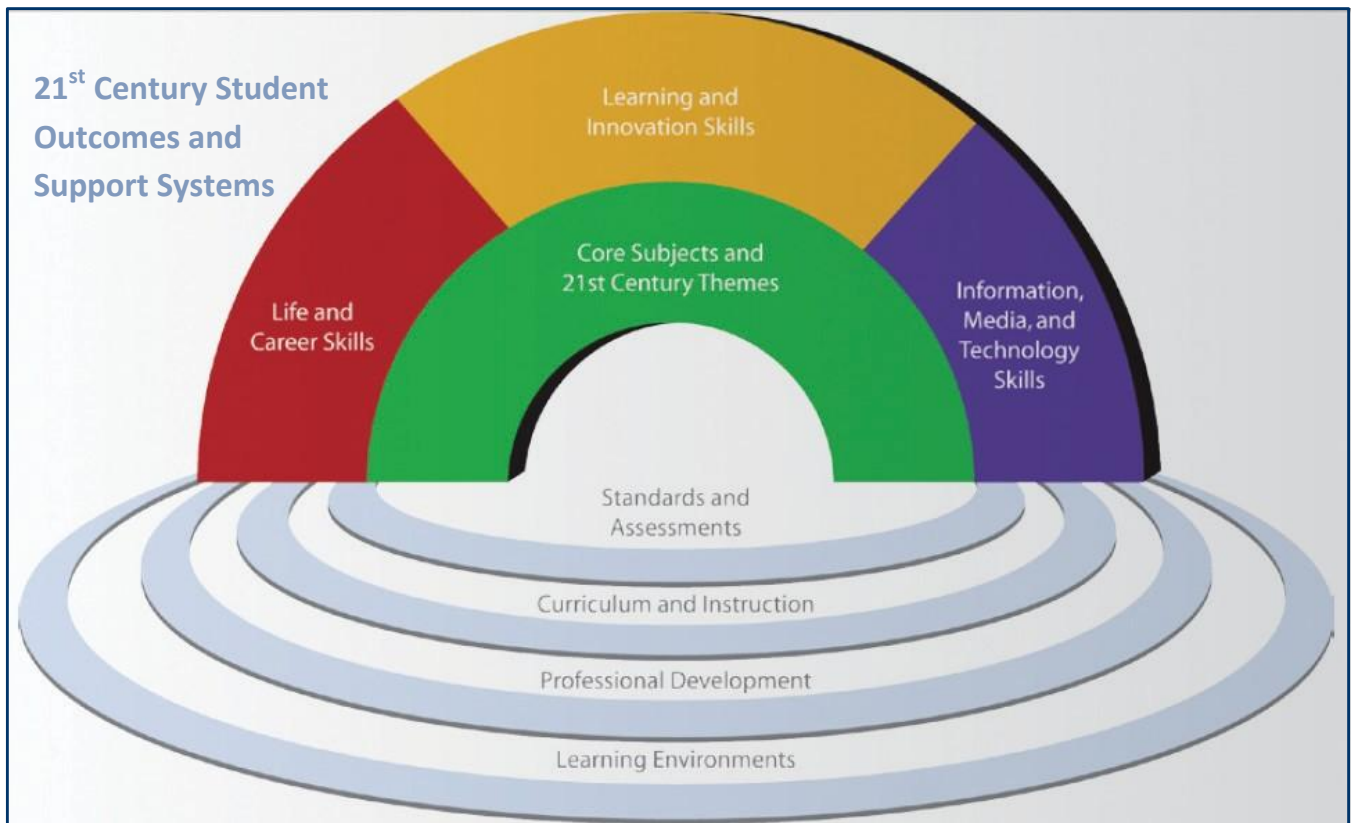 21st Century Student
Outcomes and
Support Systems
Learning and
Innovation Skills
Core Subjects and
21st Century Themes
Life and
Career Skills
Information,
Media, and
Technology
Skills
Standards and
Assessments
Curriculum and Instruction
Professional Development
Learning Environments